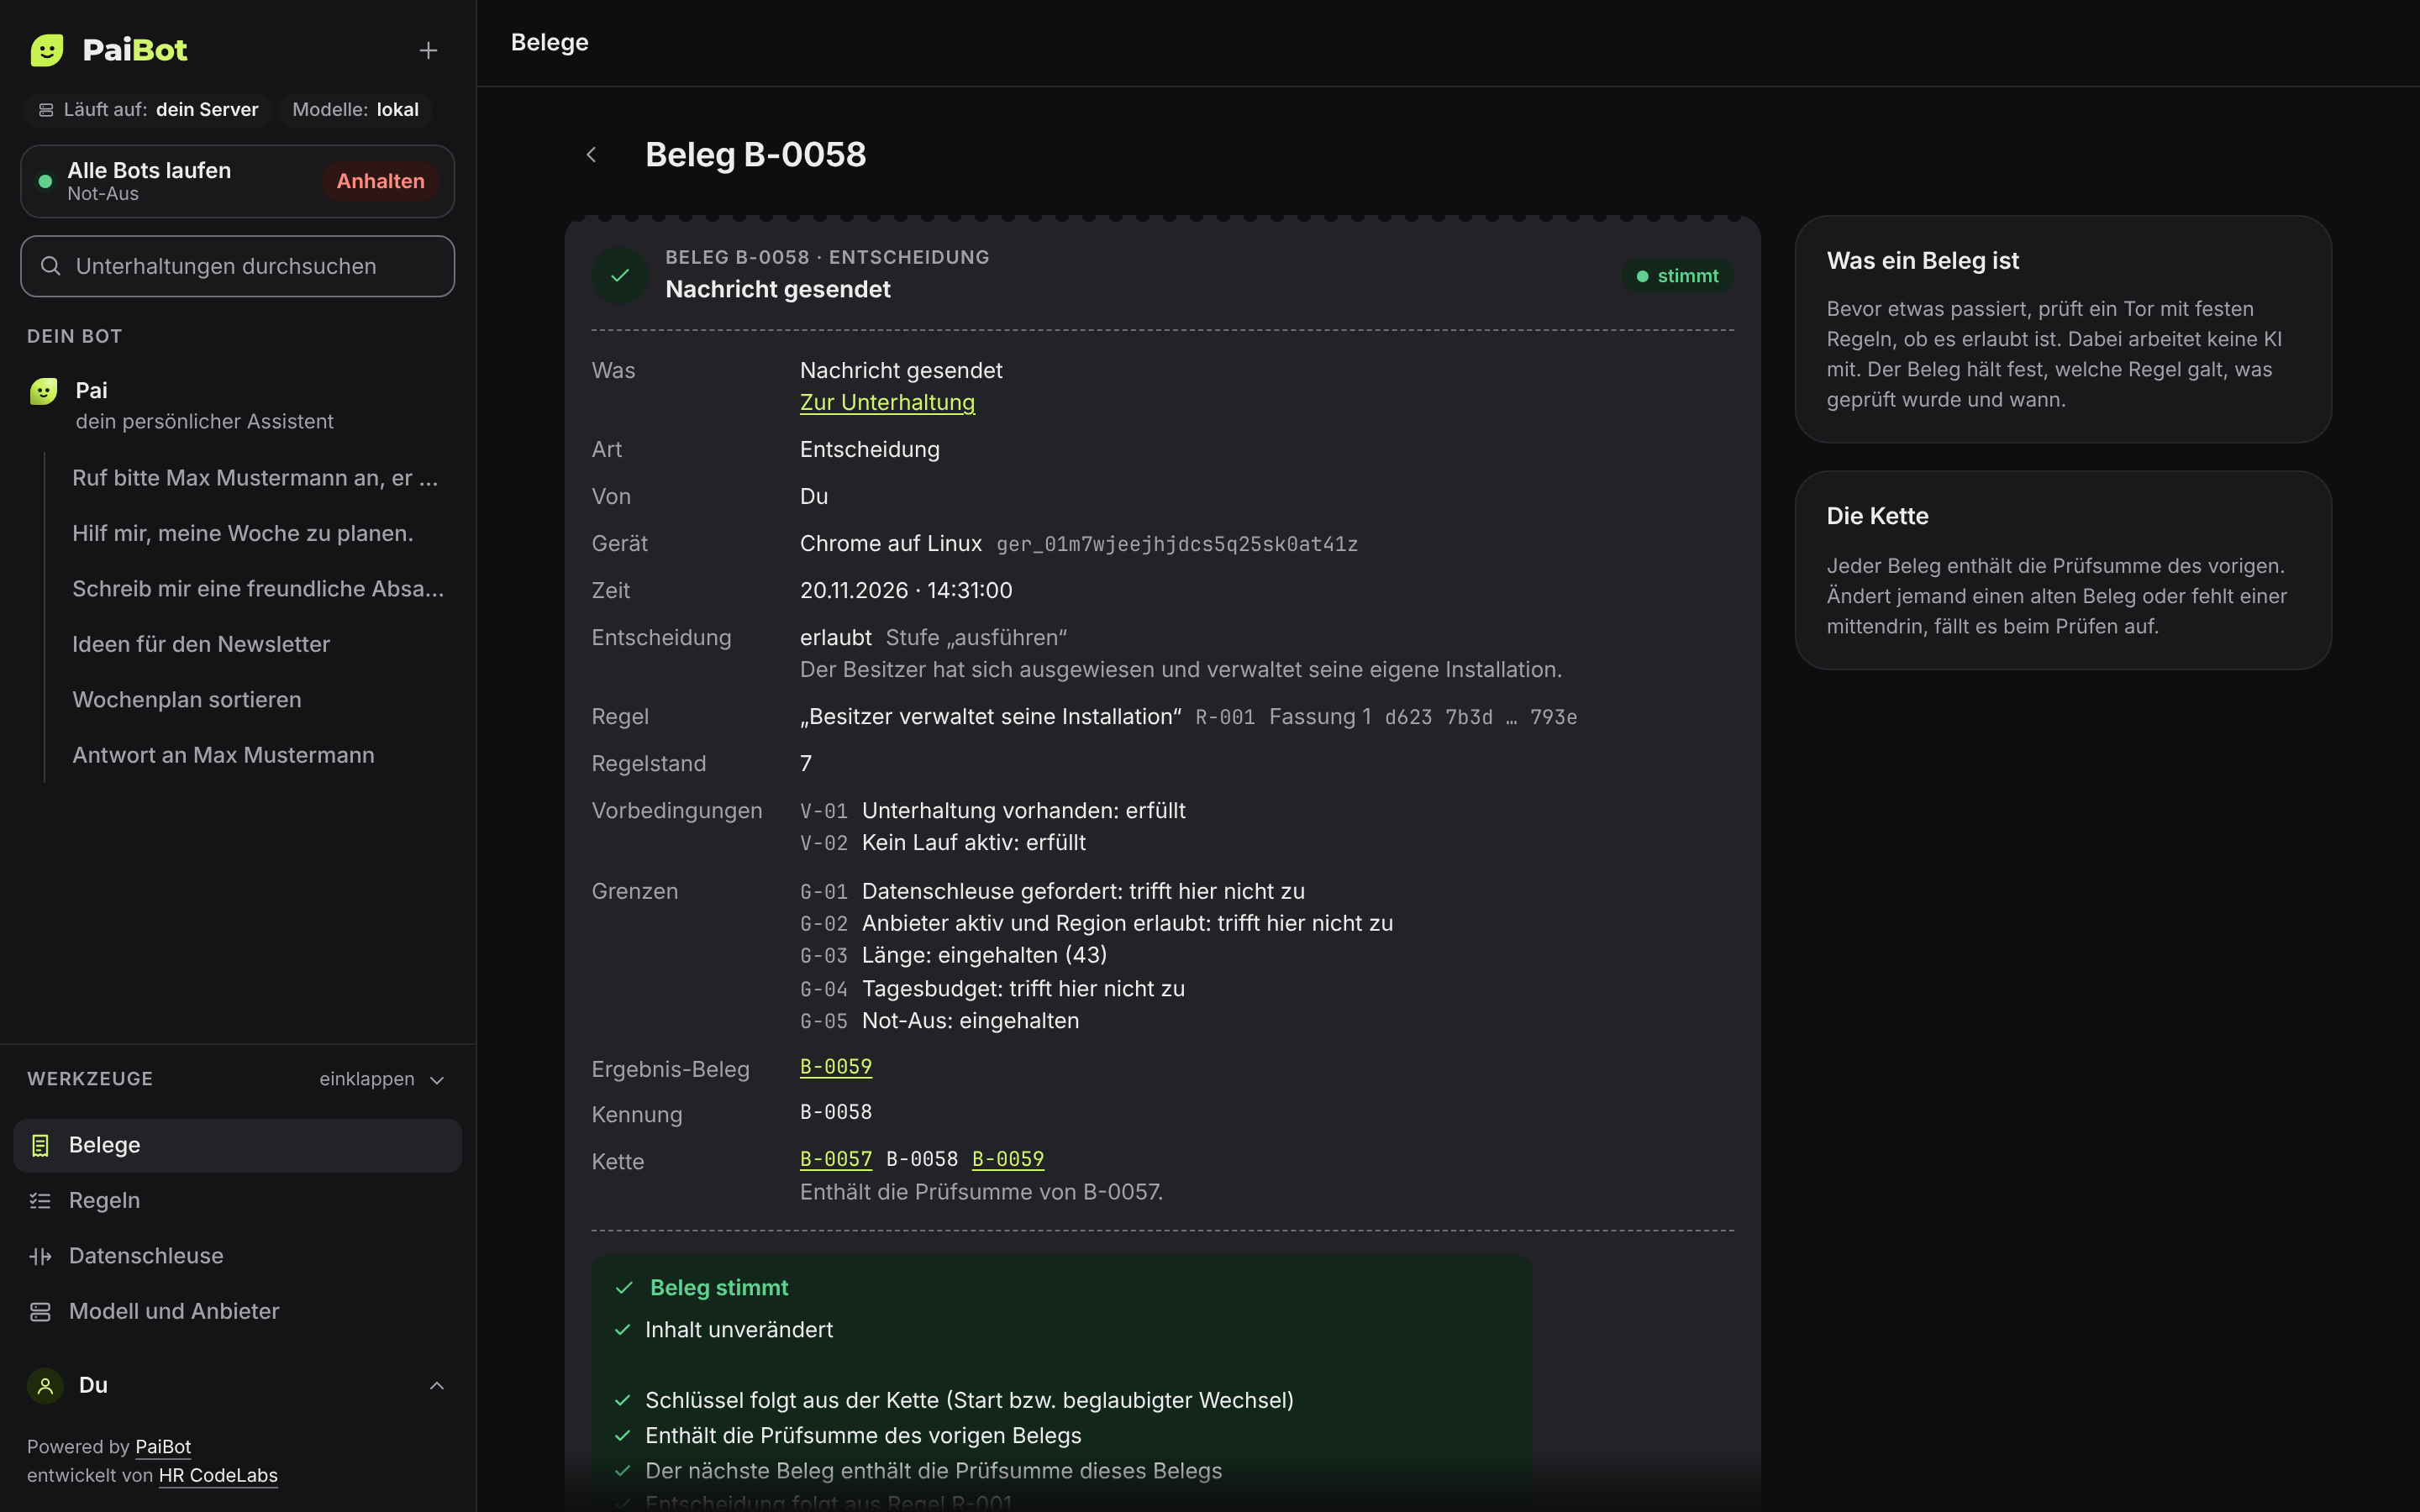 PaiBot
Läuft auf: dein Server
Modelle: lokal
Alle Bots laufen
Not-Aus
Anhalten
Unterhaltungen durchsuchen
DEIN BOT
Pai
dein persönlicher Assistent
Ruf bitte Max Mustermann an, er ...
Hilf mir, meine Woche zu planen.
Schreib mir eine freundliche Absa...
Ideen für den Newsletter
Wochenplan sortieren
Antwort an Max Mustermann
WERKZEUGE
einklappen
Belege
Regeln
Datenschleuse
Modell und Anbieter
Du
Powered by PaiBot
entwickelt von HR CodeLabs
Belege
Beleg B-0058
BELEG B-0058 · ENTSCHEIDUNG
Nachricht gesendet
stimmt
Was Nachricht gesendet
Zur Unterhaltung
Art Entscheidung
Von Du
Gerät Chrome auf Linux ger_01m7wjeejhjdcs5q25sk0at41z
Zeit 20.11.2026 · 14:31:00
Entscheidung erlaubt Stufe „ausführen“
Der Besitzer hat sich ausgewiesen und verwaltet seine eigene Installation.
Regel „Besitzer verwaltet seine Installation“ R-001 Fassung 1 d623 7b3d … 793e
Regelstand 7
Vorbedingungen V-01 Unterhaltung vorhanden: erfüllt
V-02 Kein Lauf aktiv: erfüllt
Grenzen G-01 Datenschleuse gefordert: trifft hier nicht zu
G-02 Anbieter aktiv und Region erlaubt: trifft hier nicht zu
G-03 Länge: eingehalten (43)
G-04 Tagesbudget: trifft hier nicht zu
G-05 Not-Aus: eingehalten
Ergebnis-Beleg B-0059
Kennung B-0058
Kette B-0057 B-0058 B-0059
Enthält die Prüfsumme von B-0057.
Beleg stimmt
Inhalt unverändert
Schlüssel folgt aus der Kette (Start bzw. beglaubigter Wechsel)
Enthält die Prüfsumme des vorigen Belegs
Der nächste Beleg enthält die Prüfsumme dieses Belegs
Entscheidung folgt aus Regel R-001
Was ein Beleg ist
Bevor etwas passiert, prüft ein Tor mit festen
Regeln, ob es erlaubt ist. Dabei arbeitet keine KI
mit. Der Beleg hält fest, welche Regel galt, was
geprüft wurde und wann.
Die Kette
Jeder Beleg enthält die Prüfsumme des vorigen.
Ändert jemand einen alten Beleg oder fehlt einer
mittendrin, fällt es beim Prüfen auf.